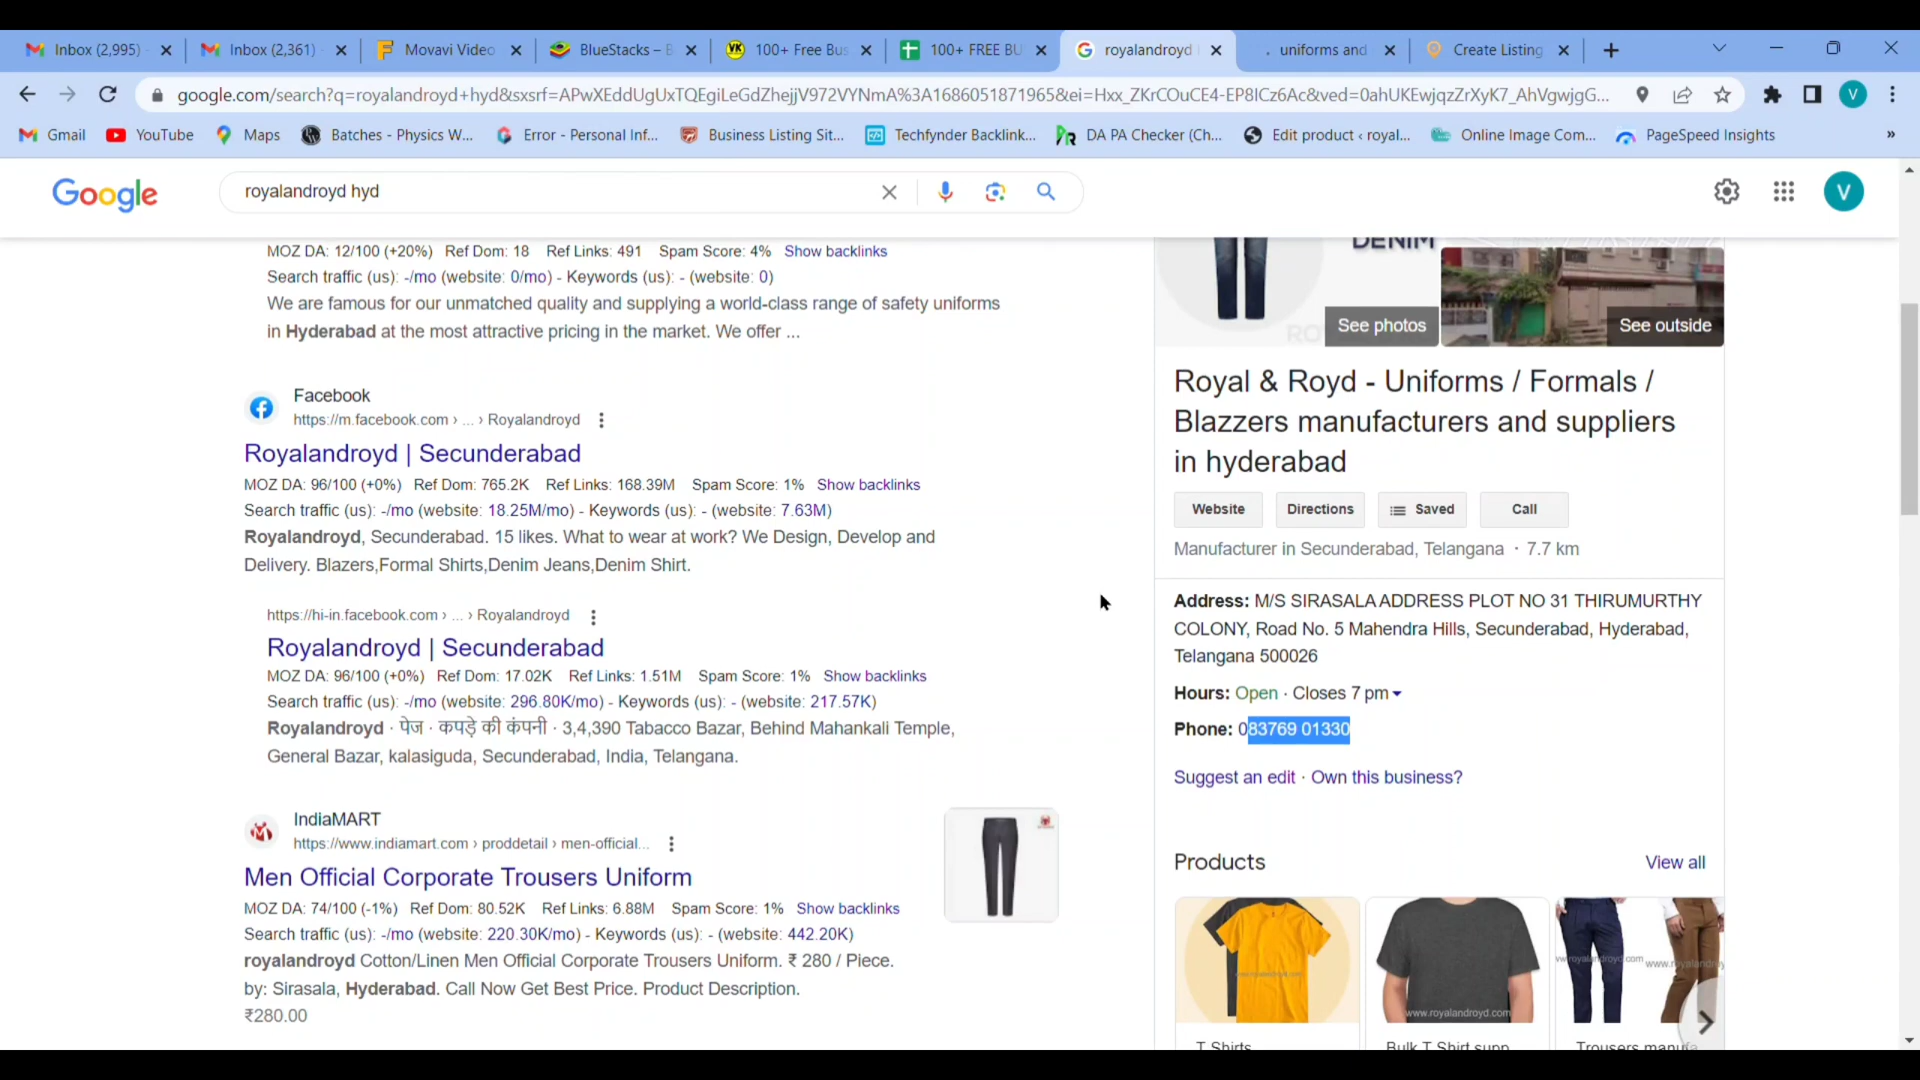 Inbox (2,995)
Inbox (2,361)
Movavi Video
BlueStacks - B
VK
100+ Free Bus
100+ FREE BU
royalandroyd
uniforms and
Create Listing
google.com/search?q=royalandroyd+hyd&sxsrf=APwXEddUgUxTQEgiLeGdZhejjV972VYNmA%3A1686051871965&ei=Hxx_ZKrCOuCE4-EP8ICz6Ac&ved=0ahUKEwjqzZrXyK7_AhVgwjgG...
V
Gmail
YouTube
Maps
Batches - Physics W...
Error - Personal Inf...
Business Listing Sit...
Techfynder Backlink...
DA PA Checker (Ch...
Edit product ‹ royal...
Online Image Com...
PageSpeed Insights
»
Google
royalandroyd hyd
V
MOZ DA: 12/100 (+20%) Ref Dom: 18 Ref Links: 491 Spam Score: 4% Show backlinks
Search traffic (us): -/mo (website: 0/mo) - Keywords (us): - (website: 0)
We are famous for our unmatched quality and supplying a world-class range of safety uniforms
in Hyderabad at the most attractive pricing in the market. We offer ...
Facebook
https://m.facebook.com › ... › Royalandroyd
Royalandroyd | Secunderabad
MOZ DA: 96/100 (+0%) Ref Dom: 765.2K Ref Links: 168.39M Spam Score: 1% Show backlinks
Search traffic (us): -/mo (website: 18.25M/mo) - Keywords (us): - (website: 7.63M)
Royalandroyd, Secunderabad. 15 likes. What to wear at work? We Design, Develop and
Delivery. Blazers,Formal Shirts,Denim Jeans,Denim Shirt.
https://hi-in.facebook.com › ... › Royalandroyd
Royalandroyd | Secunderabad
MOZ DA: 96/100 (+0%) Ref Dom: 17.02K Ref Links: 1.51M Spam Score: 1% Show backlinks
Search traffic (us): -/mo (website: 296.80K/mo) - Keywords (us): - (website: 217.57K)
Royalandroyd · पेज · कपड़े की कंपनी · 3,4,390 Tabacco Bazar, Behind Mahankali Temple,
General Bazar, kalasiguda, Secunderabad, India, Telangana.
IndiaMART
https://www.indiamart.com › proddetail › men-official...
Men Official Corporate Trousers Uniform
MOZ DA: 74/100 (-1%) Ref Dom: 80.52K Ref Links: 6.88M Spam Score: 1% Show backlinks
Search traffic (us): -/mo (website: 220.30K/mo) - Keywords (us): - (website: 442.20K)
royalandroyd Cotton/Linen Men Official Corporate Trousers Uniform. ₹ 280 / Piece.
by: Sirasala, Hyderabad. Call Now Get Best Price. Product Description.
₹280.00
DENIM
RO
See photos
See outside
Royal & Royd - Uniforms / Formals /
Blazzers manufacturers and suppliers
in hyderabad
Website
Directions
Saved
Call
Manufacturer in Secunderabad, Telangana · 7.7 km
Address: M/S SIRASALA ADDRESS PLOT NO 31 THIRUMURTHY
COLONY, Road No. 5 Mahendra Hills, Secunderabad, Hyderabad,
Telangana 500026
Hours: Open · Closes 7 pm
Phone: 083769 01330
Suggest an edit · Own this business?
Products
View all
www.royalandroyd.com
T Shirts
Bulk T Shirt supp
Trousers manufa